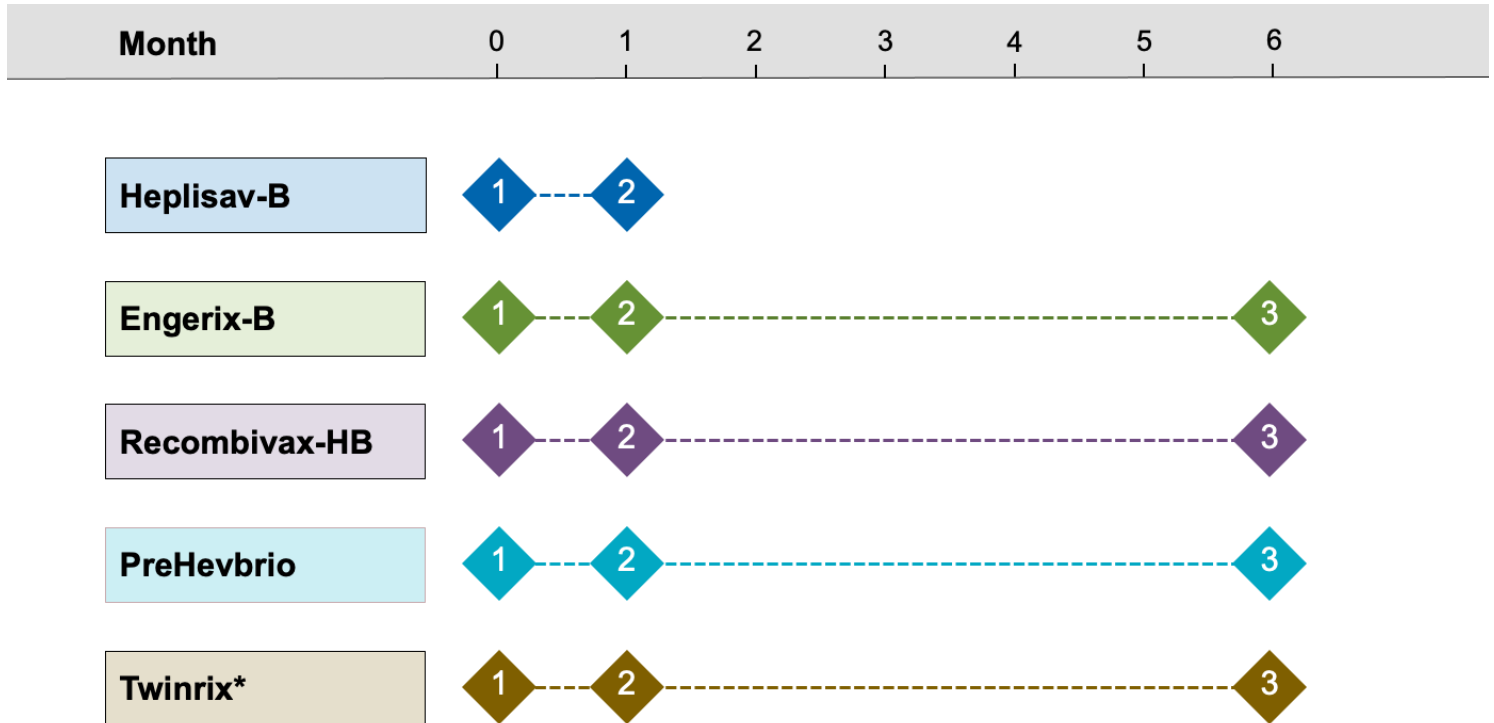 Month 0 1 2 3 4 5 6
Heplisav-B 1 2
Engerix-B 1 2 3
Recombivax-HB 1 2 3
PreHevbrio 1 2 3
Twinrix* 1 2 3